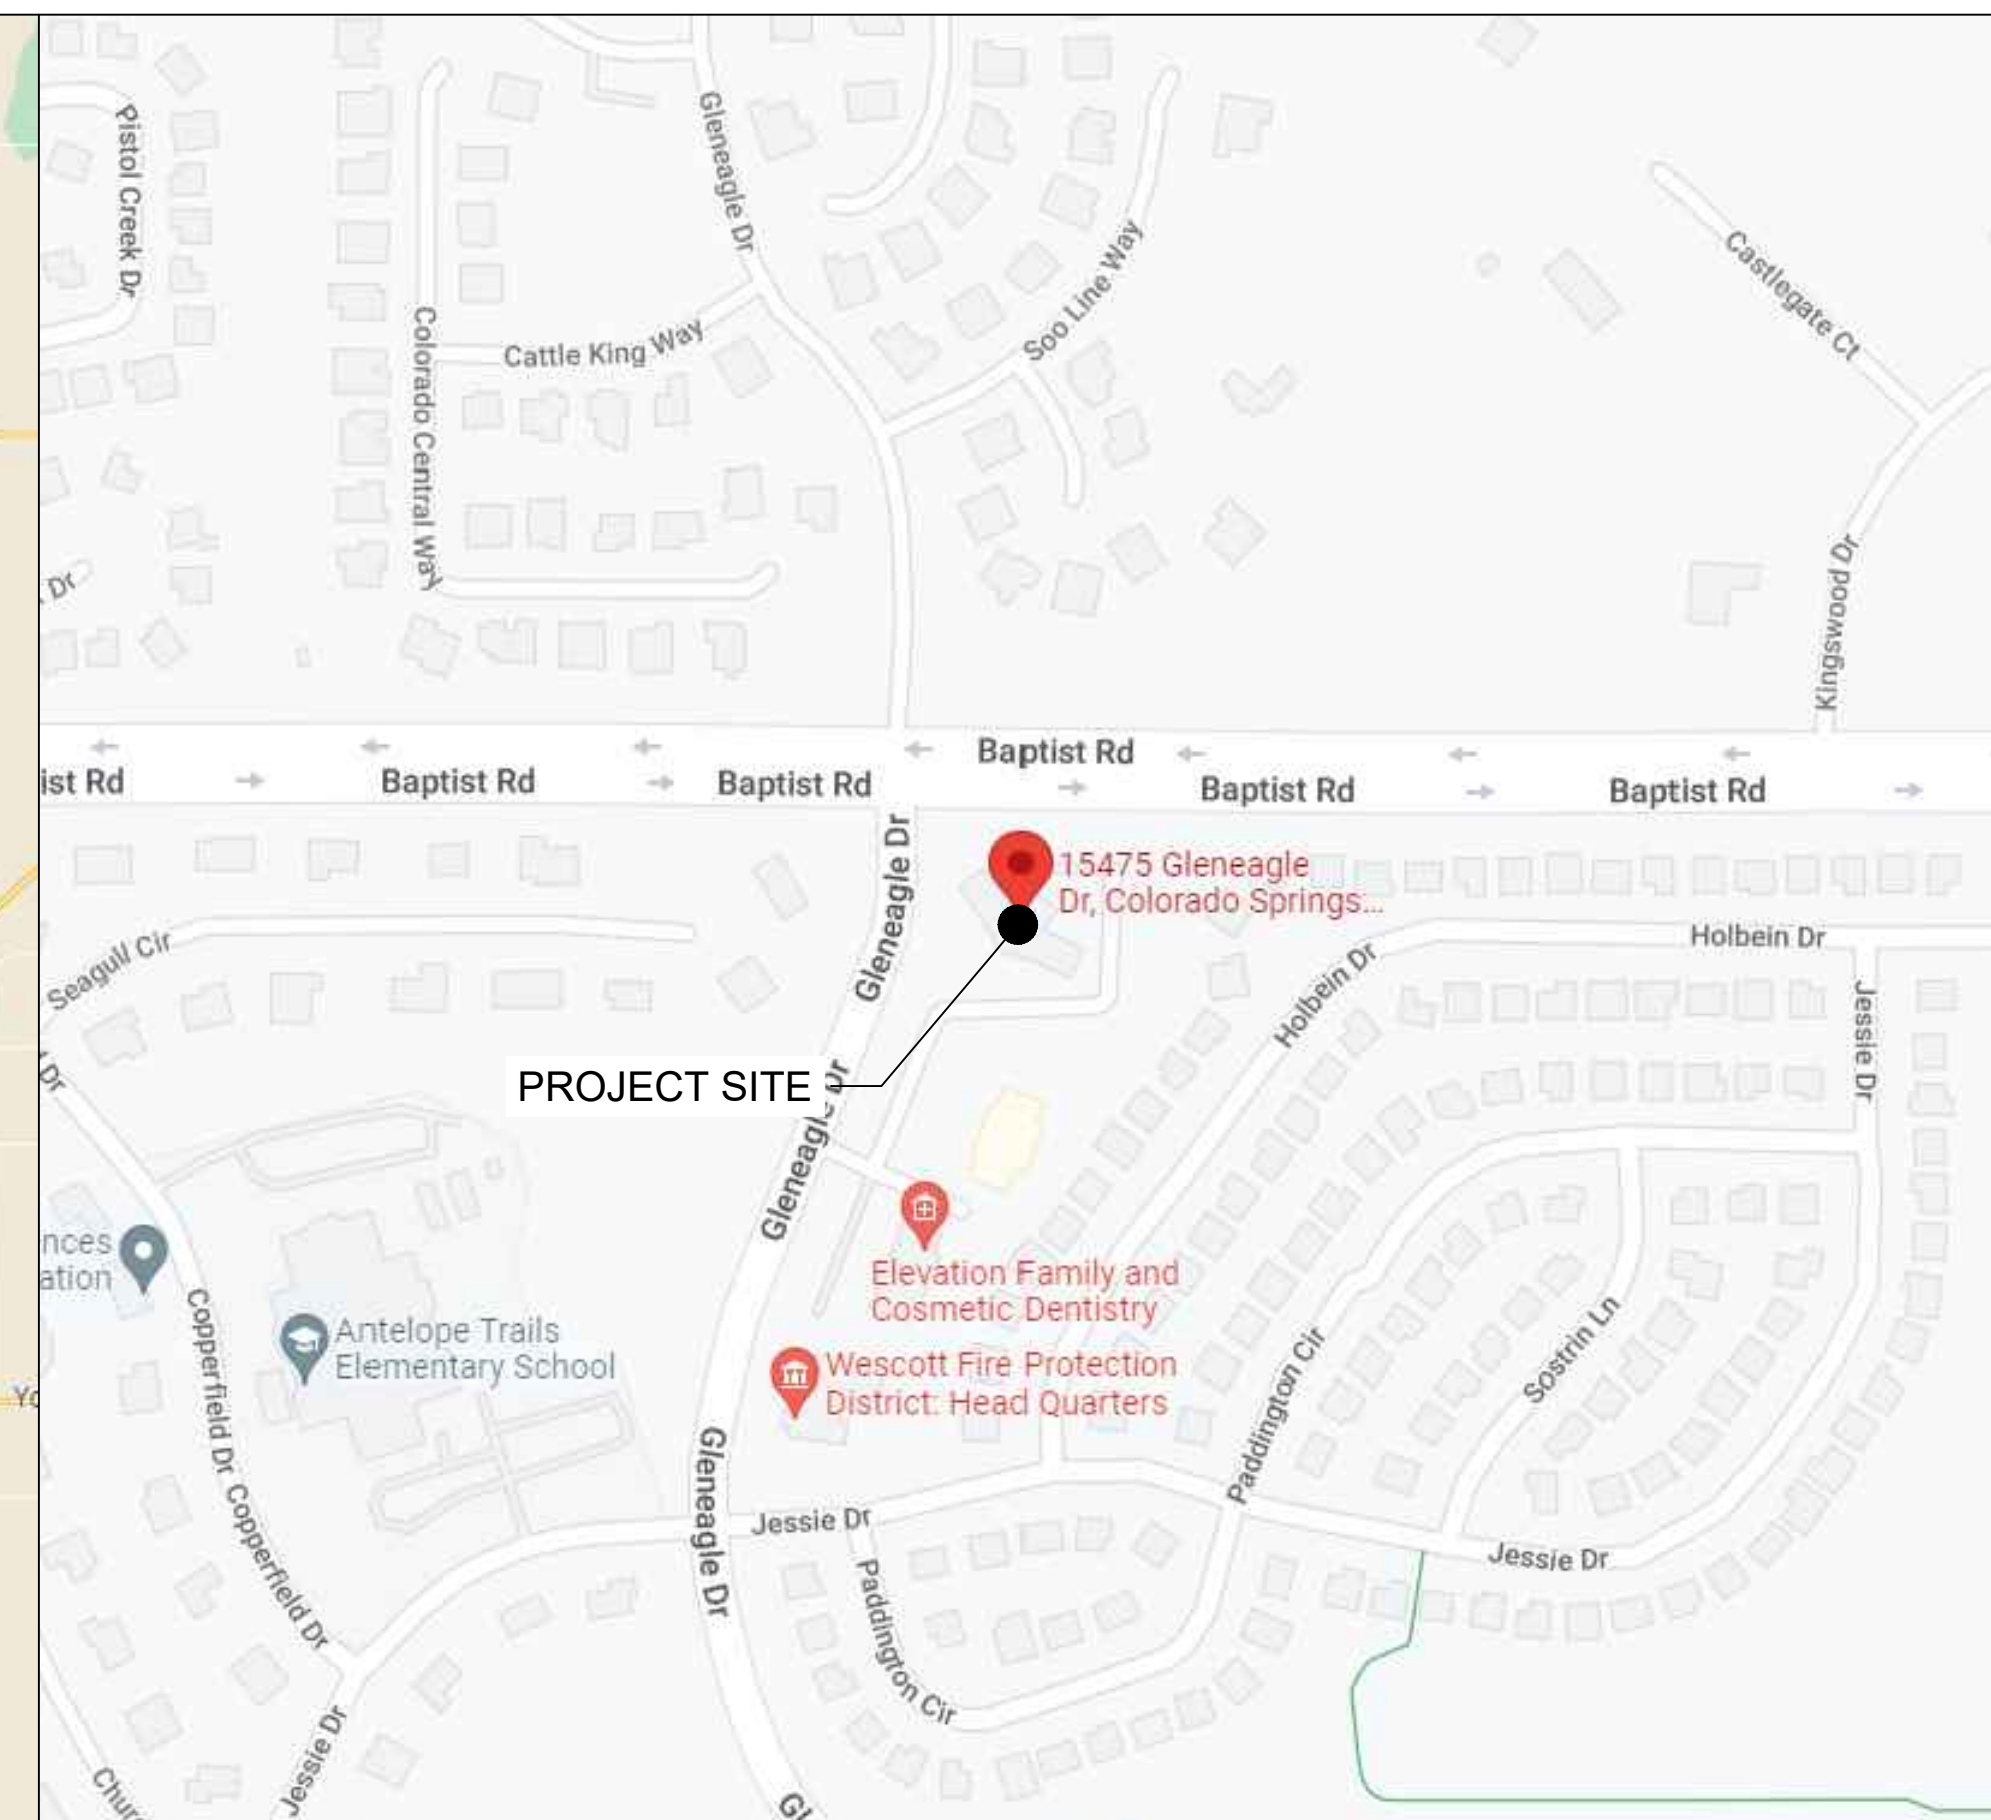 Pistol Creek Dr
Gleneagle Dr
Soo Line Way
Castlegate Ct
Cattle King Way
Colorado Central Way
Dr
Kingswood Dr
Baptist Rd
ist Rd
Baptist Rd
Baptist Rd
Baptist Rd
Baptist Rd
Gleneagle Dr
15475 Gleneagle
Dr, Colorado Springs...
Seagull Cir
Holbein Dr
Holbein Dr
Jessie Dr
Dr
PROJECT SITE
Gleneagle Dr
nces
ation
Elevation Family and
Cosmetic Dentistry
Copperfield Dr
Antelope Trails
Elementary School
Wescott Fire Protection
District: Head Quarters
Paddington Cir
Sostrin Ln
Yo
Gleneagle Dr
Jessie Dr
Copperfield Dr
Jessie Dr
Paddington Cir
Jessie Dr
Chur
Gl